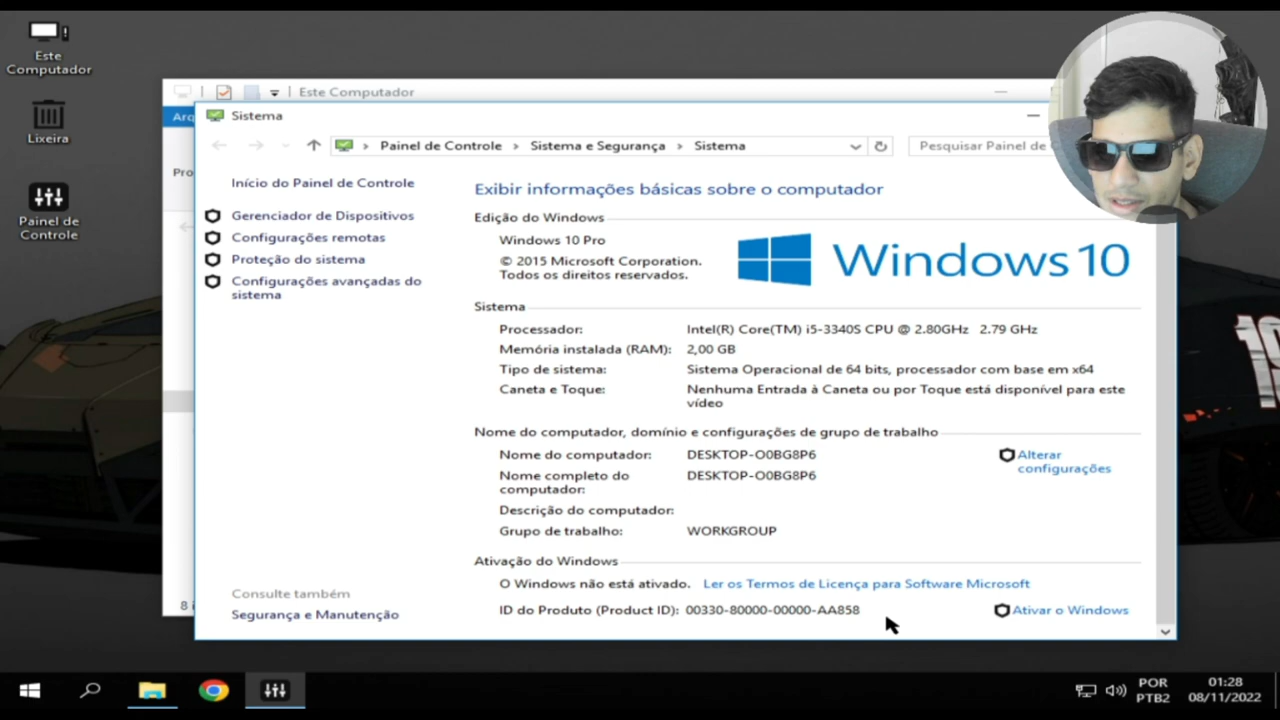 Este
Computador
Lixeira
Painel de
Controle
Este Computador
Arq
Pro
8 i
Sistema
Painel de Controle
Sistema e Segurança
Sistema
Pesquisar Painel de
Início do Painel de Controle
Gerenciador de Dispositivos
Configurações remotas
Proteção do sistema
Configurações avançadas do
sistema
Consulte também
Segurança e Manutenção
Exibir informações básicas sobre o computador
Edição do Windows
Windows 10 Pro
© 2015 Microsoft Corporation.
Todos os direitos reservados.
Windows 10
Sistema
Processador: Intel(R) Core(TM) i5-3340S CPU @ 2.80GHz 2.79 GHz
Memória instalada (RAM): 2,00 GB
Tipo de sistema: Sistema Operacional de 64 bits, processador com base em x64
Caneta e Toque: Nenhuma Entrada à Caneta ou por Toque está disponível para este
vídeo
Nome do computador, domínio e configurações de grupo de trabalho
Nome do computador: DESKTOP-O0BG8P6
Alterar
configurações
Nome completo do
computador: DESKTOP-O0BG8P6
Descrição do computador:
Grupo de trabalho: WORKGROUP
Ativação do Windows
O Windows não está ativado. Ler os Termos de Licença para Software Microsoft
ID do Produto (Product ID): 00330-80000-00000-AA858
Ativar o Windows
POR
PTB2
01:28
08/11/2022